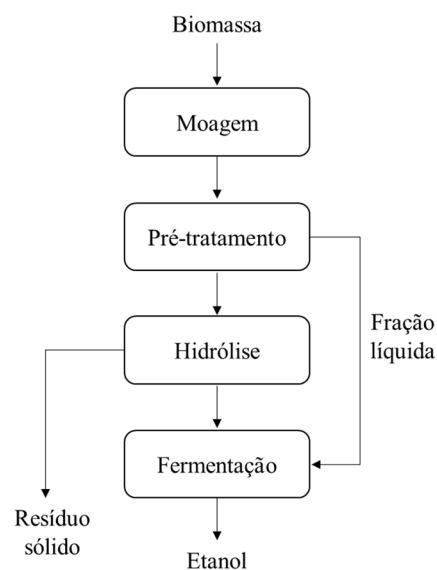 Biomassa
Moagem
Pré-tratamento
Fração
líquida
Hidrólise
Fermentação
Resíduo
sólido
Etanol